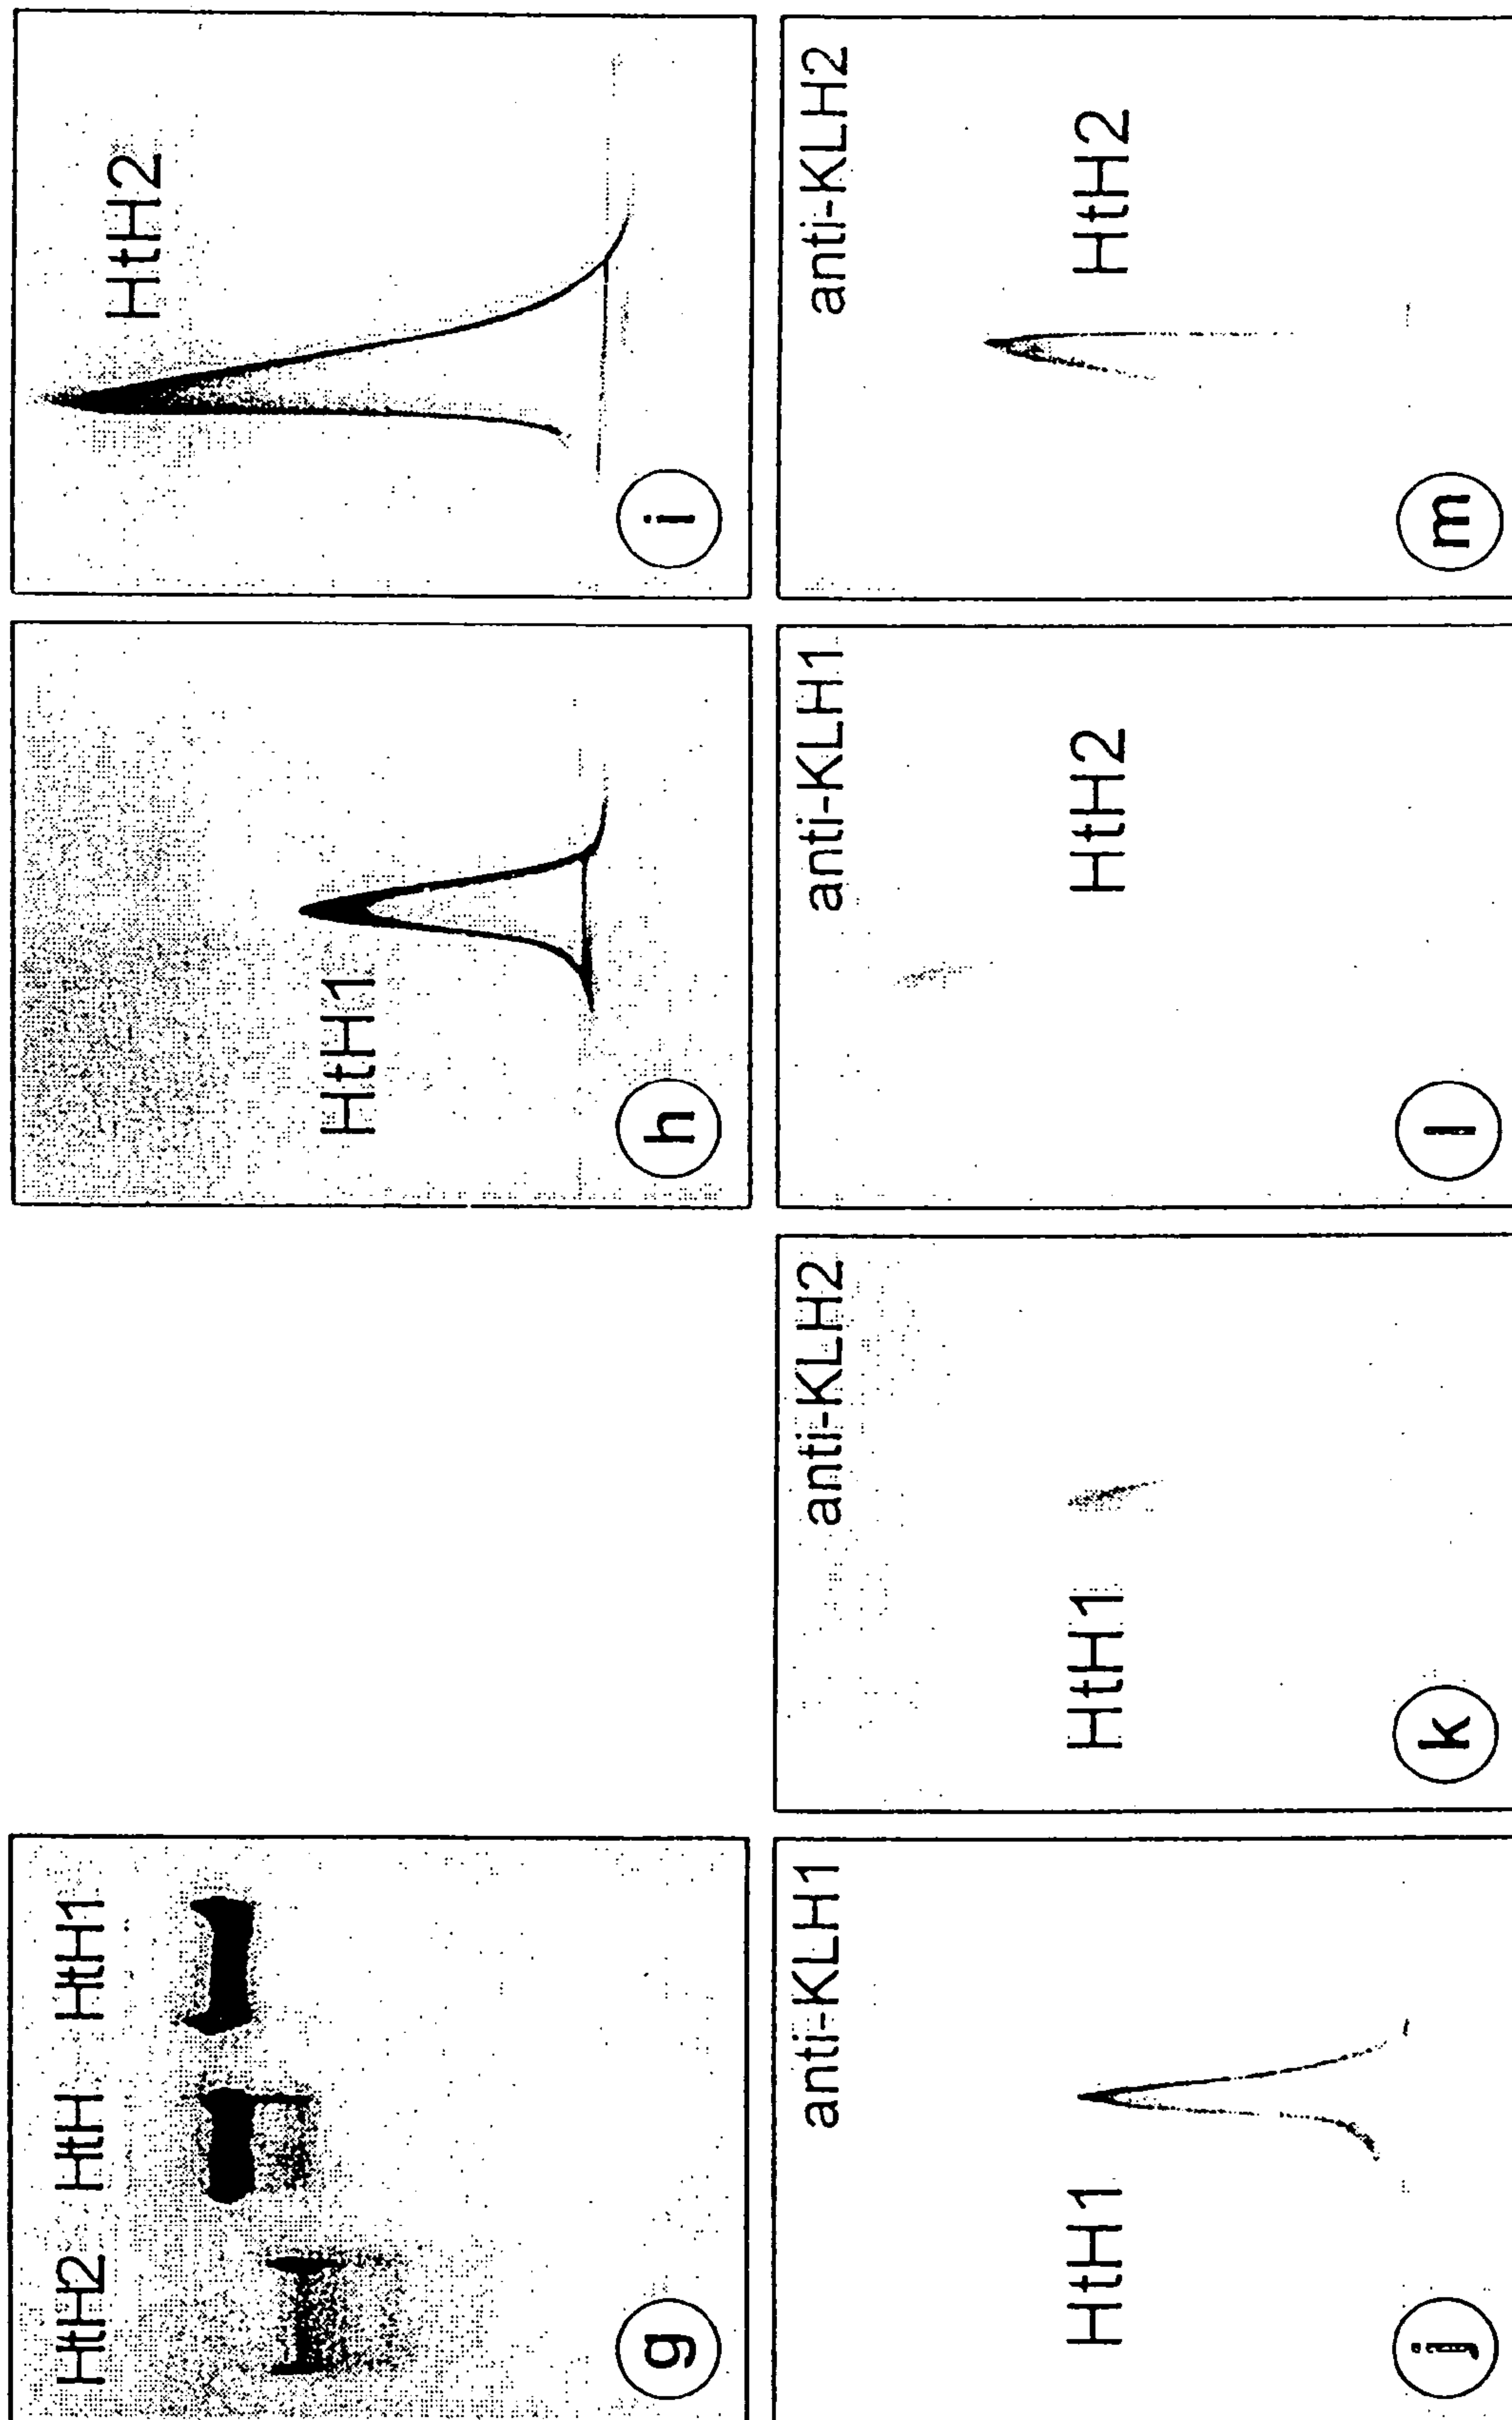 HtH2 HtH HtH1
g
HtH1
h
HtH2
i
anti-KLH1
HtH1
j
anti-KLH2
HtH1
k
anti-KLH1
HtH2
l
anti-KLH2
HtH2
m